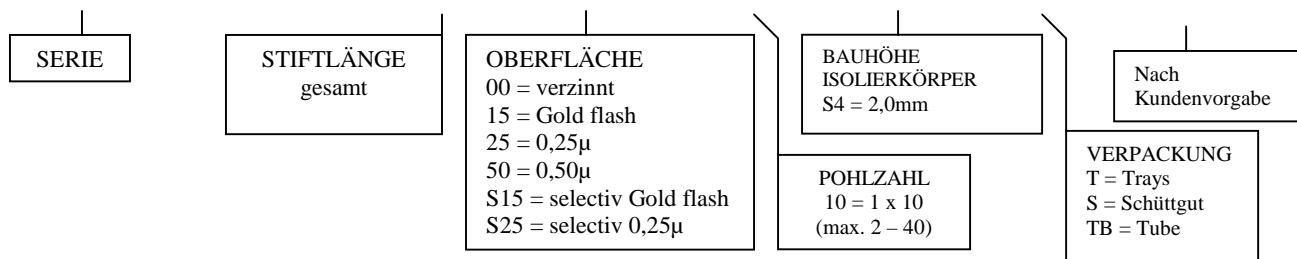 SERIE
STIFTLÄNGE
gesamt
OBERFLÄCHE
00 = verzinnt
15 = Gold flash
25 = 0,25µ
50 = 0,50µ
S15 = selectiv Gold flash
S25 = selectiv 0,25µ
POHLZAHL
10 = 1 x 10
(max. 2 – 40)
BAUHÖHE
ISOLIERKÖRPER
S4 = 2,0mm
VERPACKUNG
T = Trays
S = Schüttgut
TB = Tube
Nach
Kundenvorgabe